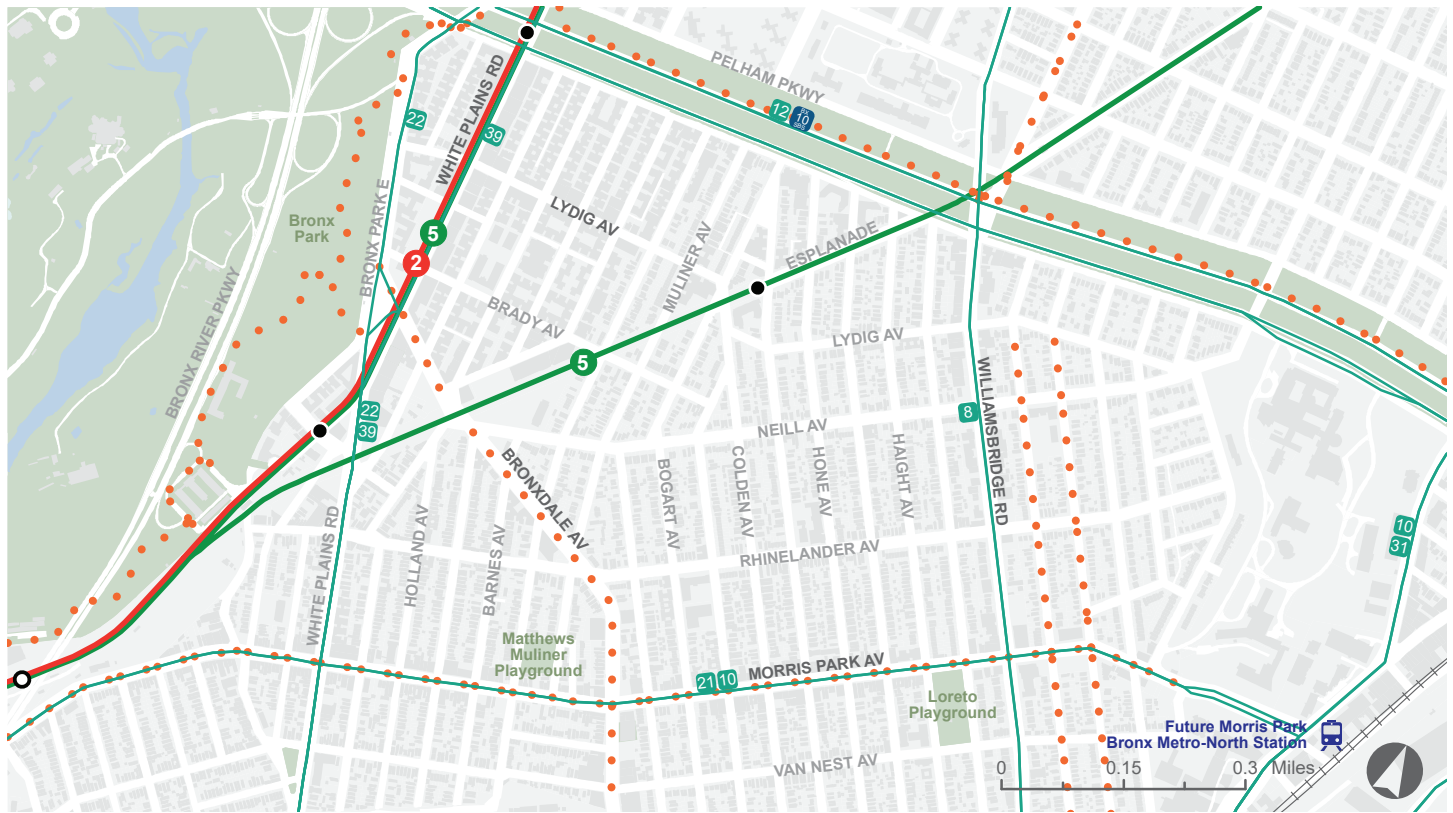 PELHAM PKWY
12
BX
10
SBS
22
39
WHITE PLAINS RD
BRONX PARK E
LYDIG AV
MULINER AV
ESPLANADE
Bronx
Park
5
2
BRONX RIVER PKWY
BRADY AV
5
LYDIG AV
WILLIAMSBRIDGE RD
22
39
8
NEILL AV
BRONXDALE AV
BOGART AV
COLDEN AV
HONE AV
HAIGHT AV
WHITE PLAINS RD
HOLLAND AV
BARNES AV
RHINELANDER AV
10
31
Matthews
Muliner
Playground
21
10
MORRIS PARK AV
Loreto
Playground
Future Morris Park
Bronx Metro-North Station
VAN NEST AV
0
0.15
0.3
Miles